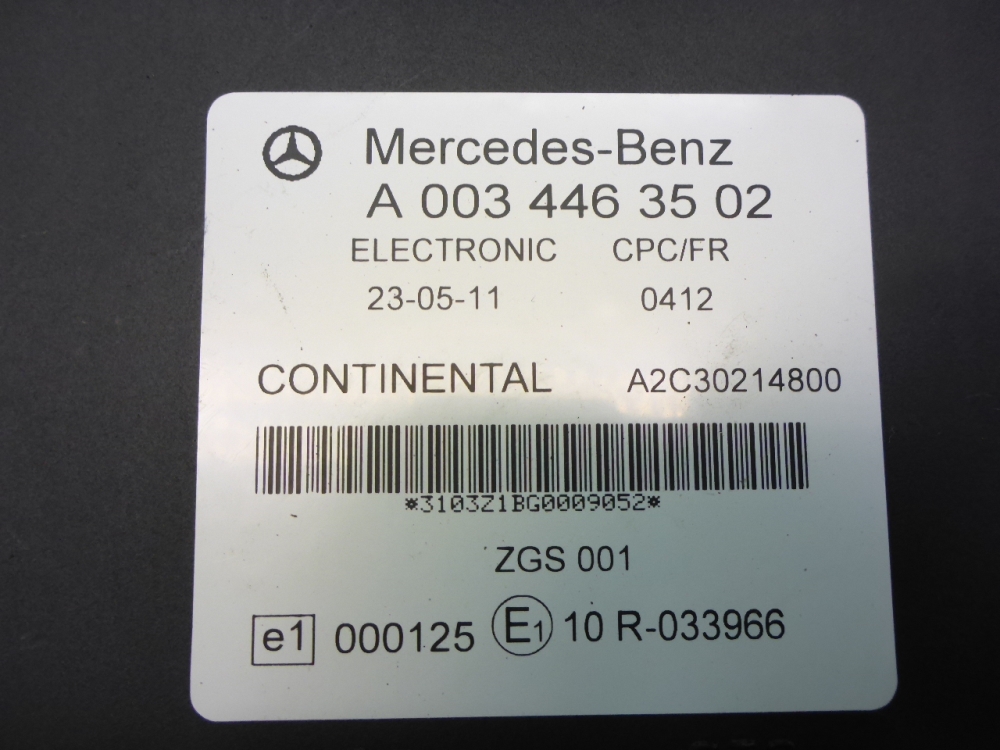 Mercedes-Benz
A 003 446 35 02
ELECTRONIC CPC/FR
23-05-11 0412
CONTINENTAL A2C30214800
*3103Z1BG0009052*
ZGS 001
e1 000125 E1 10 R-033966